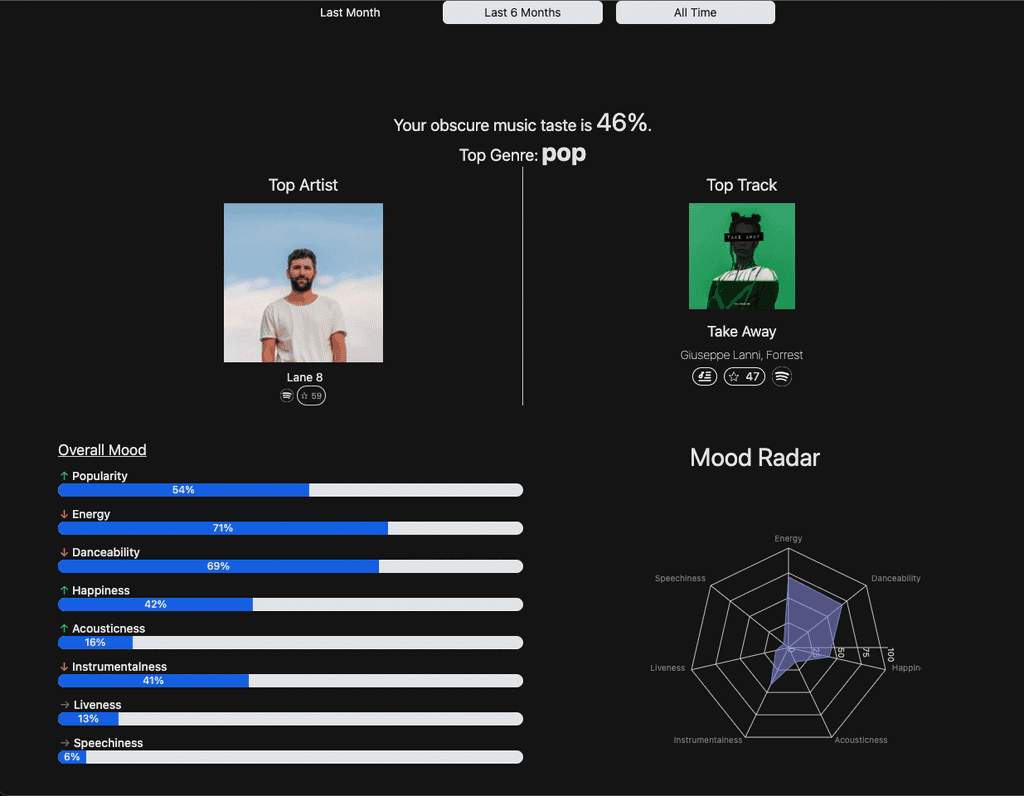 Last Month
Last 6 Months
All Time
Your obscure music taste is 46%.
Top Genre: pop
Top Artist
Lane 8
59
Top Track
TAKE AWAY
Take Away
Giuseppe Lanni, Forrest
47
Overall Mood
↑ Popularity
54%
↓ Energy
71%
↓ Danceability
69%
↑ Happiness
42%
↑ Acousticness
16%
↓ Instrumentalness
41%
→ Liveness
13%
→ Speechiness
6%
Mood Radar
Energy
Speechiness
Danceability
0 25 50 75 100
Liveness
Happin
Instrumentalness
Acousticness